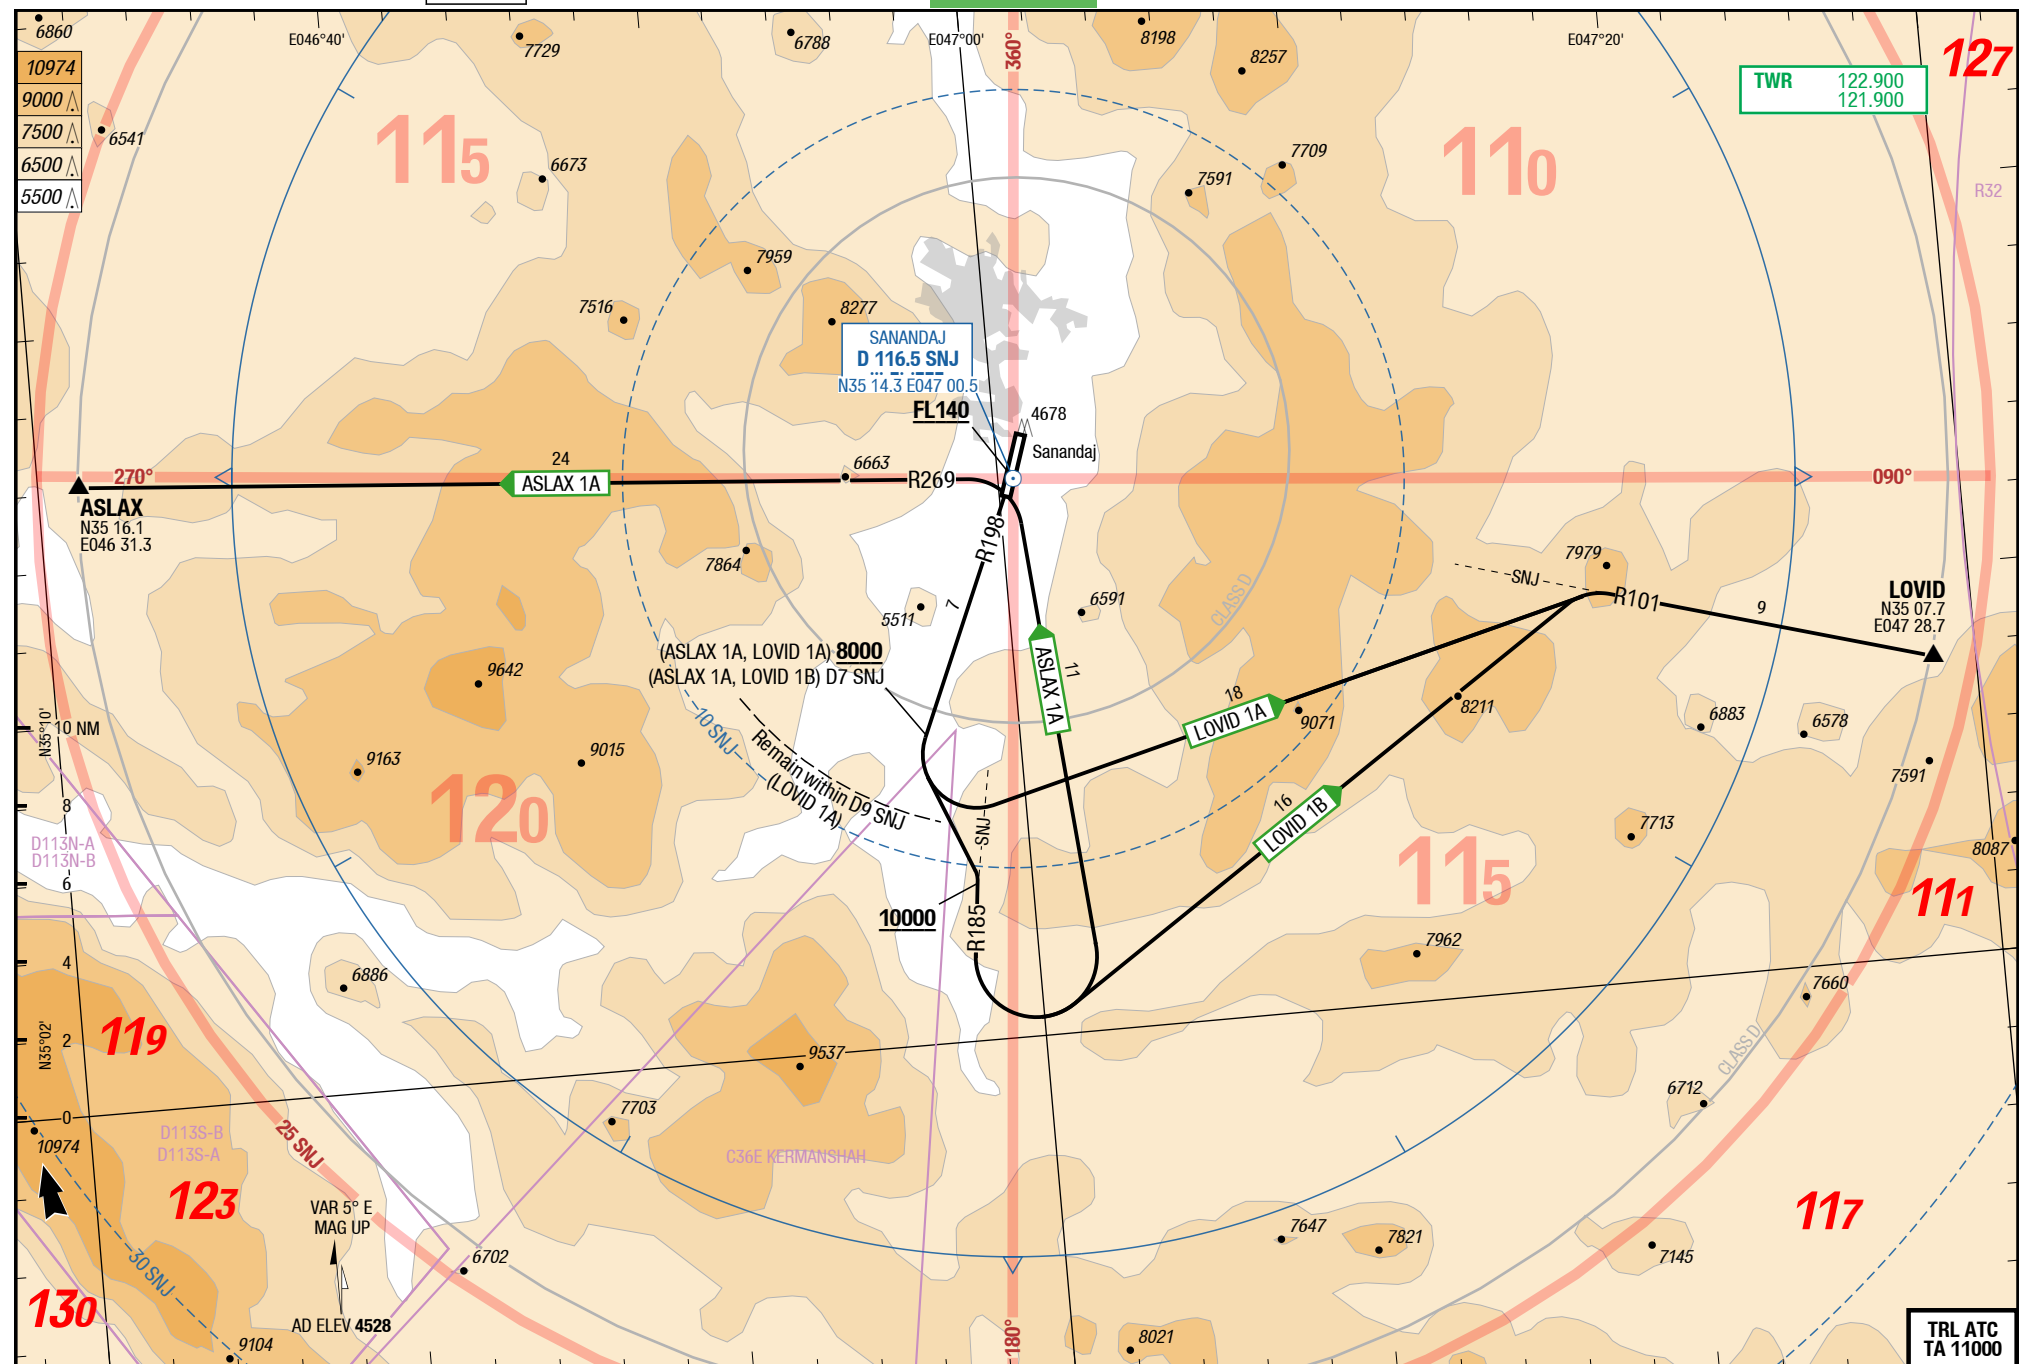 6860
E046°40'
7729
6788
E047°00'
360°
8198
8257
E047°20'
127
10974
9000
7500
6500
5500
6541
TWR 122.900
121.900
115
6673
7591
7709
110
R32
7959
7516
8277
SANANDAJ
D 116.5 SNJ
N35 14.3 E047 00.5
FL140
4678
Sanandaj
270°
24
ASLAX 1A
6663
R269
090°
ASLAX
N35 16.1
E046 31.3
R198
7864
7979
SNJ
R101
9
LOVID
N35 07.7
E047 28.7
CLASS D
7
5511
6591
(ASLAX 1A, LOVID 1A) 8000
(ASLAX 1A, LOVID 1B) D7 SNJ
11
ASLAX 1A
9642
18
LOVID 1A
9071
8211
6883
6578
N35°10'
10 NM
10 SNJ
Remain within D9 SNJ
(LOVID 1A)
9163
9015
7591
120
8
SNJ
16
LOVID 1B
7713
D113N-A
D113N-B
8087
115
6
111
10000
R185
4
6886
7962
7660
119
N35°02'
2
9537
CLASS D
6712
0
7703
10974
D113S-B
D113S-A
25 SNJ
C36E KERMANSHAH
123
VAR 5° E
MAG UP
117
7647
7821
7145
6702
30 SNJ
130
AD ELEV 4528
9104
180°
8021
TRL ATC
TA 11000